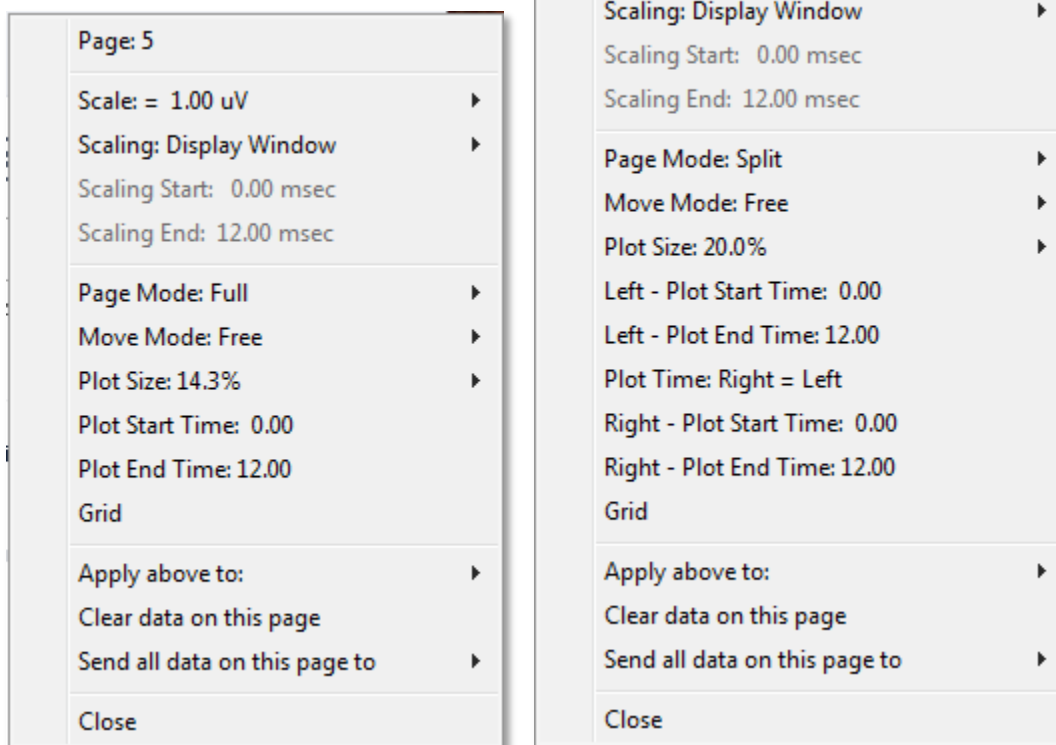 Page: 5
Scale: = 1.00 uV
Scaling: Display Window
Scaling Start: 0.00 msec
Scaling End: 12.00 msec
Page Mode: Full
Move Mode: Free
Plot Size: 14.3%
Plot Start Time: 0.00
Plot End Time: 12.00
Grid
Apply above to:
Clear data on this page
Send all data on this page to
Close
Scaling: Display Window
Scaling Start: 0.00 msec
Scaling End: 12.00 msec
Page Mode: Split
Move Mode: Free
Plot Size: 20.0%
Left - Plot Start Time: 0.00
Left - Plot End Time: 12.00
Plot Time: Right = Left
Right - Plot Start Time: 0.00
Right - Plot End Time: 12.00
Grid
Apply above to:
Clear data on this page
Send all data on this page to
Close